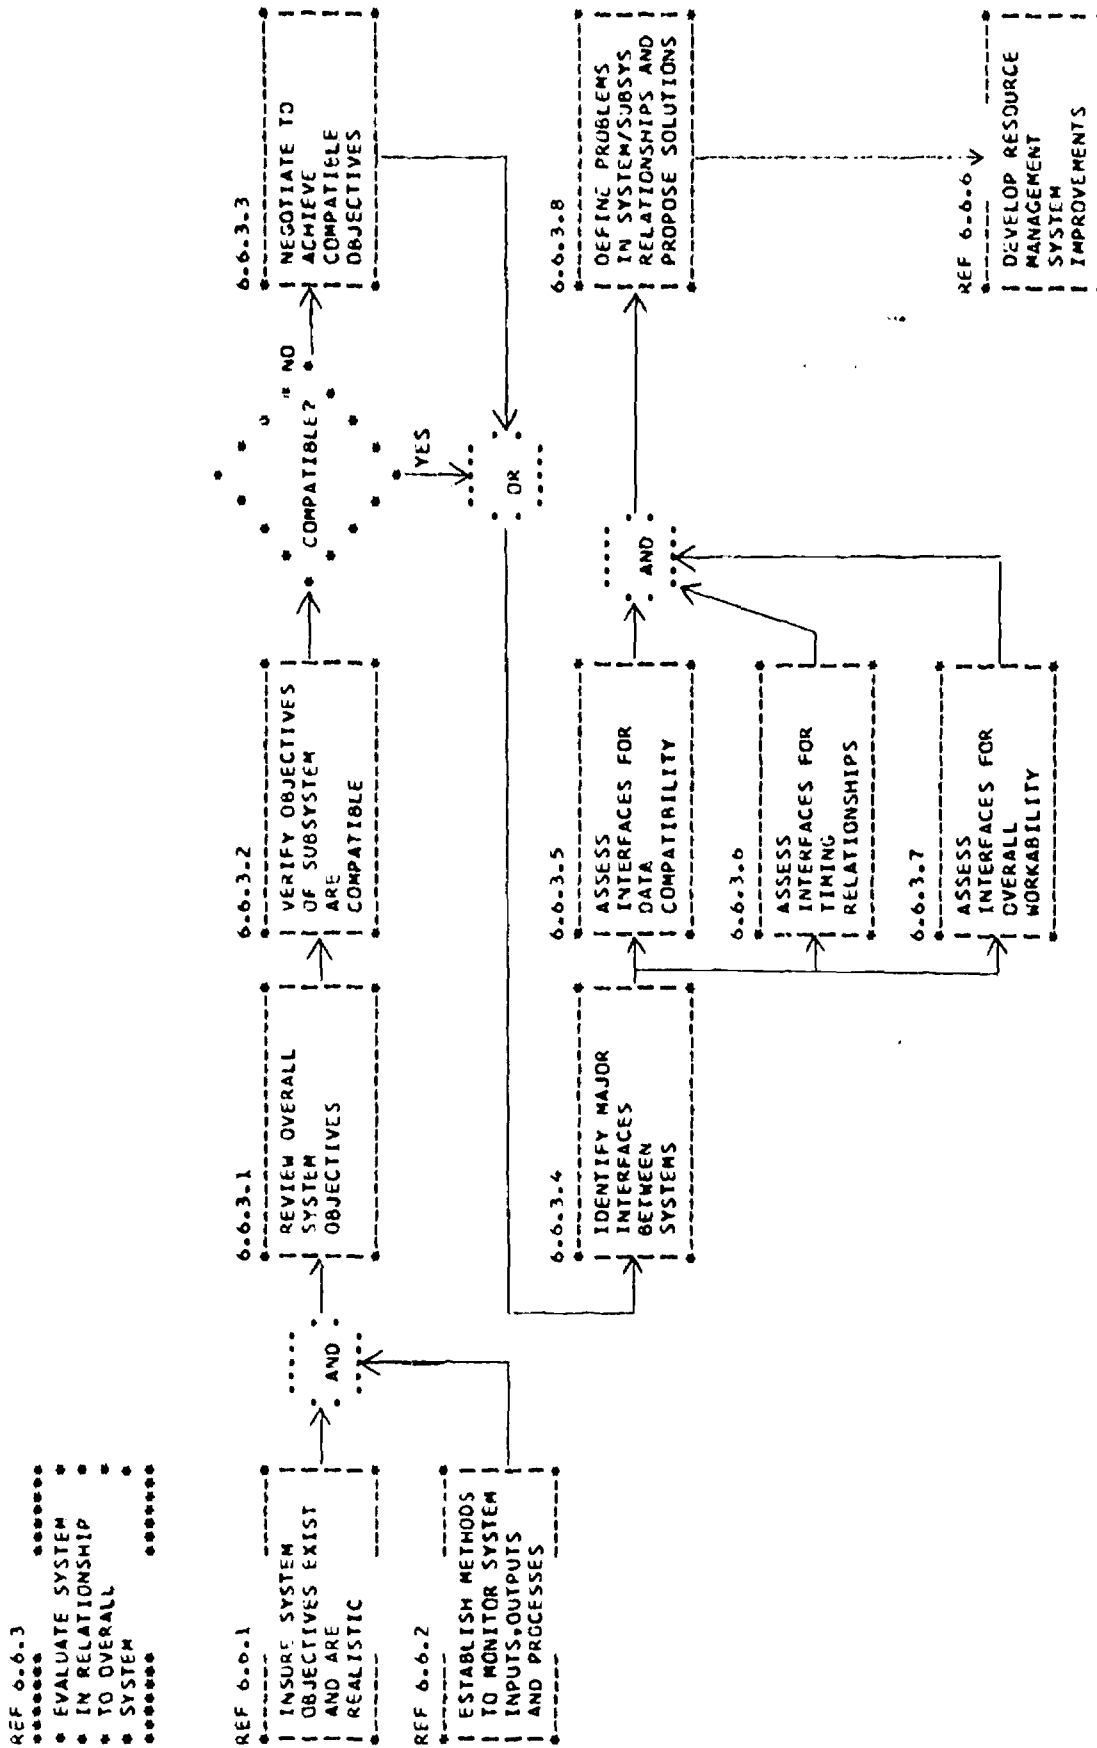 REF 6.6.3
EVALUATE SYSTEM
IN RELATIONSHIP
TO OVERALL
SYSTEM
REF 6.6.1
INSURE SYSTEM
OBJECTIVES EXIST
AND ARE
REALISTIC
REF 6.6.2
ESTABLISH METHODS
TO MONITOR SYSTEM
INPUTS,OUTPUTS
AND PROCESSES
AND
6.6.3.1
REVIEW OVERALL
SYSTEM
OBJECTIVES
6.6.3.2
VERIFY OBJECTIVES
OF SUBSYSTEM
ARE
COMPATIBLE
COMPATIBLE?
NO
YES
6.6.3.3
NEGOTIATE TO
ACHIEVE
COMPATIBLE
OBJECTIVES
OR
6.6.3.4
IDENTIFY MAJOR
INTERFACES
BETWEEN
SYSTEMS
6.6.3.5
ASSESS
INTERFACES FOR
DATA
COMPATIBILITY
6.6.3.6
ASSESS
INTERFACES FOR
TIMING
RELATIONSHIPS
6.6.3.7
ASSESS
INTERFACES FOR
OVERALL
WORKABILITY
AND
6.6.3.8
DEFINE PROBLEMS
IN SYSTEM/SUBSYS
RELATIONSHIPS AND
PROPOSE SOLUTIONS
REF 6.6.6
DEVELOP RESOURCE
MANAGEMENT
SYSTEM
IMPROVEMENTS